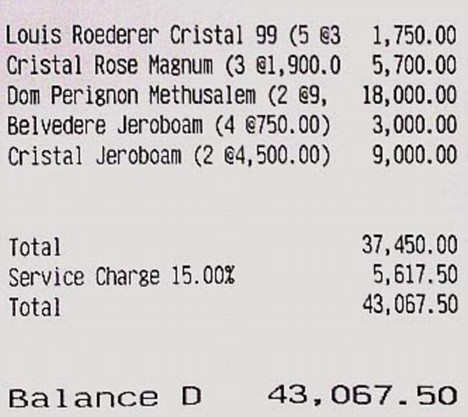 Louis Roederer Cristal 99 (5 @3 1,750.00
Cristal Rose Magnum (3 @1,900.0 5,700.00
Dom Perignon Methusalem (2 @9, 18,000.00
Belvedere Jeroboam (4 @750.00) 3,000.00
Cristal Jeroboam (2 @4,500.00) 9,000.00
Total 37,450.00
Service Charge 15.00% 5,617.50
Total 43,067.50
Balance D 43,067.50